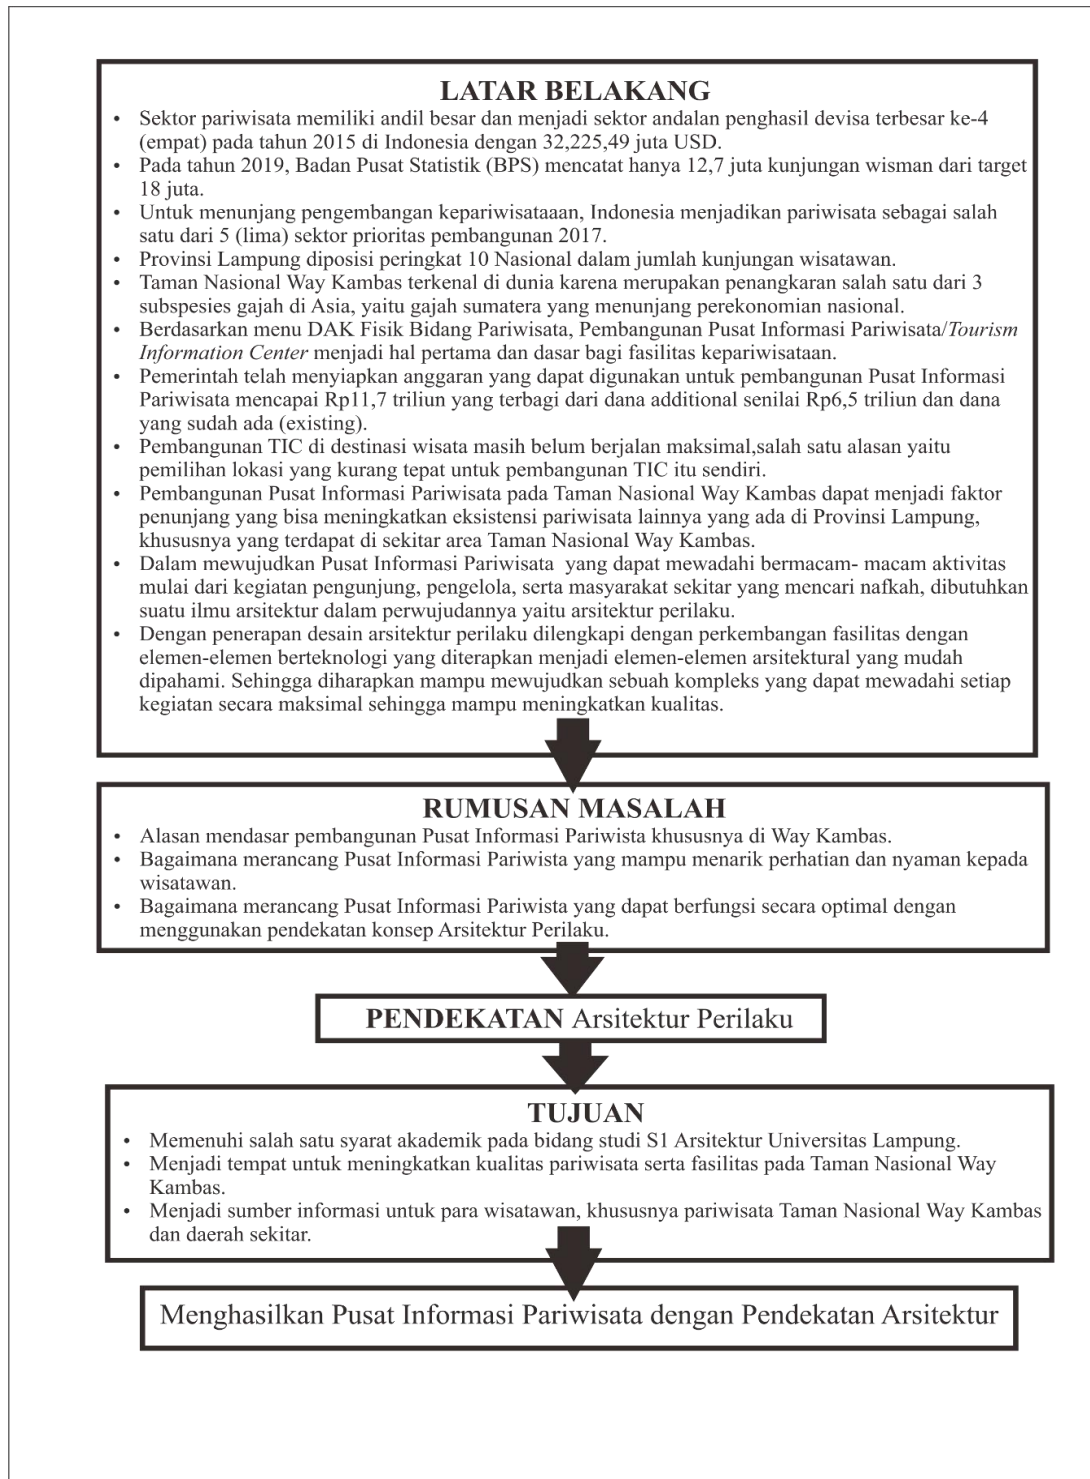 LATAR BELAKANG
• Sektor pariwisata memiliki andil besar dan menjadi sektor andalan penghasil devisa terbesar ke-4
(empat) pada tahun 2015 di Indonesia dengan 32,225,49 juta USD.
• Pada tahun 2019, Badan Pusat Statistik (BPS) mencatat hanya 12,7 juta kunjungan wisman dari target
18 juta.
• Untuk menunjang pengembangan kepariwisataaan, Indonesia menjadikan pariwisata sebagai salah
satu dari 5 (lima) sektor prioritas pembangunan 2017.
• Provinsi Lampung diposisi peringkat 10 Nasional dalam jumlah kunjungan wisatawan.
• Taman Nasional Way Kambas terkenal di dunia karena merupakan penangkaran salah satu dari 3
subspesies gajah di Asia, yaitu gajah sumatera yang menunjang perekonomian nasional.
• Berdasarkan menu DAK Fisik Bidang Pariwisata, Pembangunan Pusat Informasi Pariwisata/Tourism
Information Center menjadi hal pertama dan dasar bagi fasilitas kepariwisataan.
• Pemerintah telah menyiapkan anggaran yang dapat digunakan untuk pembangunan Pusat Informasi
Pariwisata mencapai Rp11,7 triliun yang terbagi dari dana additional senilai Rp6,5 triliun dan dana
yang sudah ada (existing).
• Pembangunan TIC di destinasi wisata masih belum berjalan maksimal,salah satu alasan yaitu
pemilihan lokasi yang kurang tepat untuk pembangunan TIC itu sendiri.
• Pembangunan Pusat Informasi Pariwisata pada Taman Nasional Way Kambas dapat menjadi faktor
penunjang yang bisa meningkatkan eksistensi pariwisata lainnya yang ada di Provinsi Lampung,
khususnya yang terdapat di sekitar area Taman Nasional Way Kambas.
• Dalam mewujudkan Pusat Informasi Pariwisata yang dapat mewadahi bermacam- macam aktivitas
mulai dari kegiatan pengunjung, pengelola, serta masyarakat sekitar yang mencari nafkah, dibutuhkan
suatu ilmu arsitektur dalam perwujudannya yaitu arsitektur perilaku.
• Dengan penerapan desain arsitektur perilaku dilengkapi dengan perkembangan fasilitas dengan
elemen-elemen berteknologi yang diterapkan menjadi elemen-elemen arsitektural yang mudah
dipahami. Sehingga diharapkan mampu mewujudkan sebuah kompleks yang dapat mewadahi setiap
kegiatan secara maksimal sehingga mampu meningkatkan kualitas.
RUMUSAN MASALAH
• Alasan mendasar pembangunan Pusat Informasi Pariwista khususnya di Way Kambas.
• Bagaimana merancang Pusat Informasi Pariwista yang mampu menarik perhatian dan nyaman kepada
wisatawan.
• Bagaimana merancang Pusat Informasi Pariwista yang dapat berfungsi secara optimal dengan
menggunakan pendekatan konsep Arsitektur Perilaku.
PENDEKATAN Arsitektur Perilaku
TUJUAN
• Memenuhi salah satu syarat akademik pada bidang studi S1 Arsitektur Universitas Lampung.
• Menjadi tempat untuk meningkatkan kualitas pariwisata serta fasilitas pada Taman Nasional Way
Kambas.
• Menjadi sumber informasi untuk para wisatawan, khususnya pariwisata Taman Nasional Way Kambas
dan daerah sekitar.
Menghasilkan Pusat Informasi Pariwisata dengan Pendekatan Arsitektur